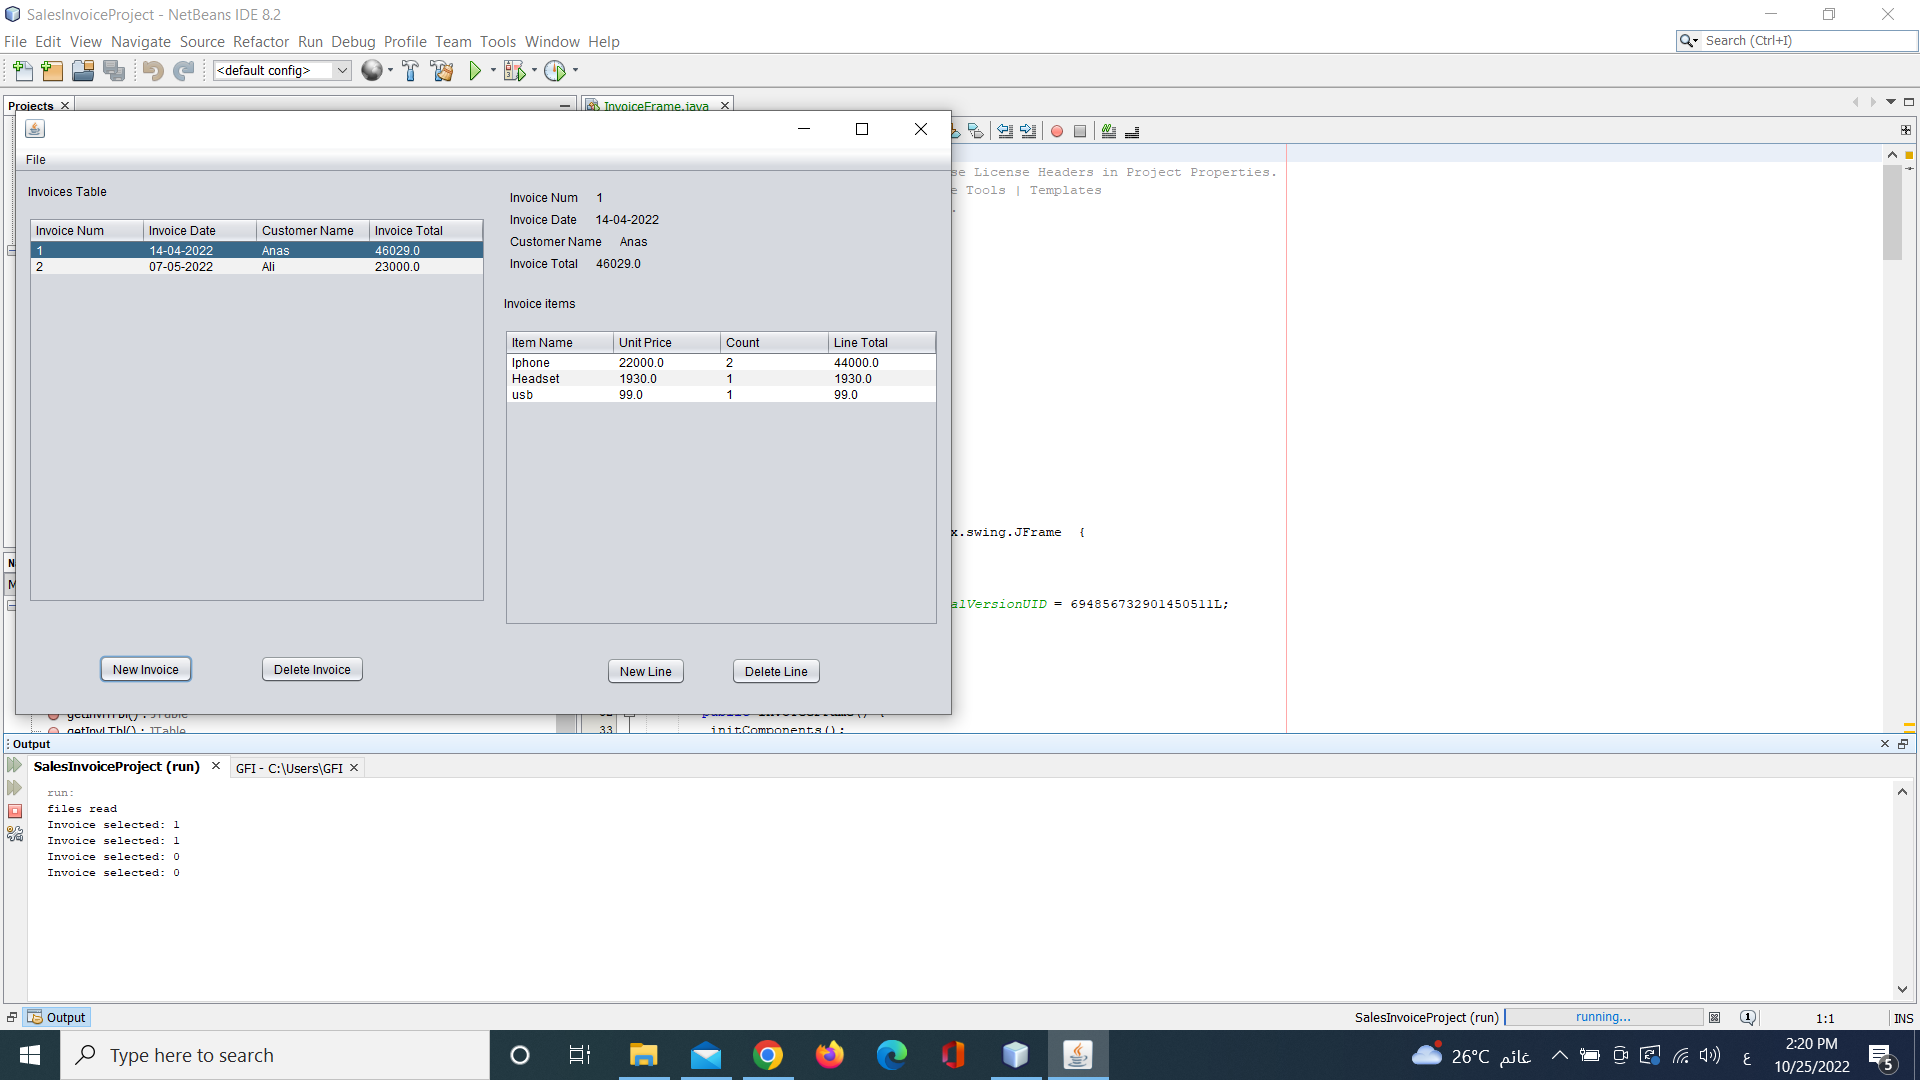 SalesInvoiceProject - NetBeans IDE 8.2
File Edit View Navigate Source Refactor Run Debug Profile Team Tools Window Help
Search (Ctrl+I)
<default config>
Projects
InvoiceFrame.java
File
Invoices Table
Invoice Num Invoice Date Customer Name Invoice Total
1 14-04-2022 Anas 46029.0
2 07-05-2022 Ali 23000.0
New Invoice Delete Invoice
Invoice Num 1
Invoice Date 14-04-2022
Customer Name Anas
Invoice Total 46029.0
Invoice items
Item Name Unit Price Count Line Total
Iphone 22000.0 2 44000.0
Headset 1930.0 1 1930.0
usb 99.0 1 99.0
New Line Delete Line
se License Headers in Project Properties.
e Tools | Templates
.
x.swing.JFrame {
alVersionUID = 694856732901450511L;
33 initComponents();
Output
SalesInvoiceProject (run) GFI - C:\Users\GFI
run:
files read
Invoice selected: 1
Invoice selected: 1
Invoice selected: 0
Invoice selected: 0
Output
SalesInvoiceProject (run) running... 1 1:1 INS
Type here to search
26°C غائم
ع
2:20 PM
10/25/2022
5